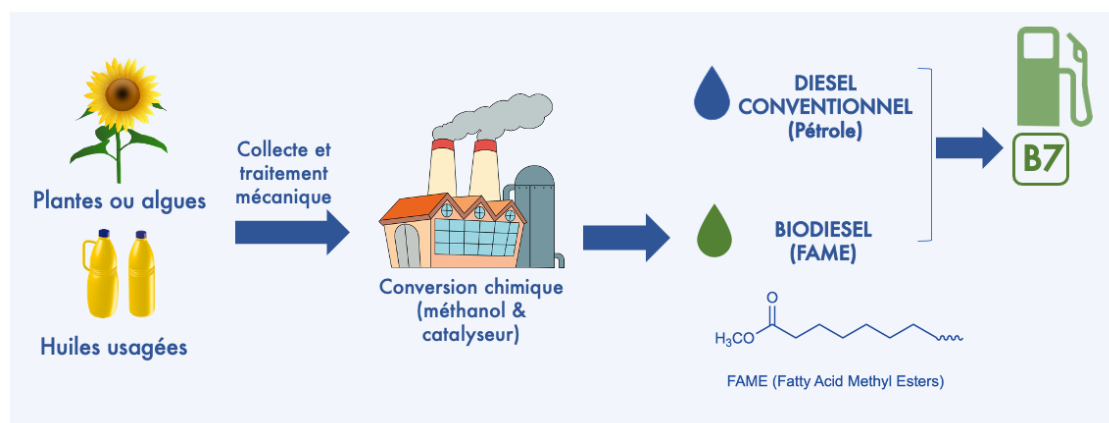 Plantes ou algues
Huiles usagées
Collecte et
traitement
mécanique
Conversion chimique
(méthanol &
catalyseur)
DIESEL
CONVENTIONNEL
(Pétrole)
BIODIESEL
(FAME)
O
H₃CO
FAME (Fatty Acid Methyl Esters)
B7